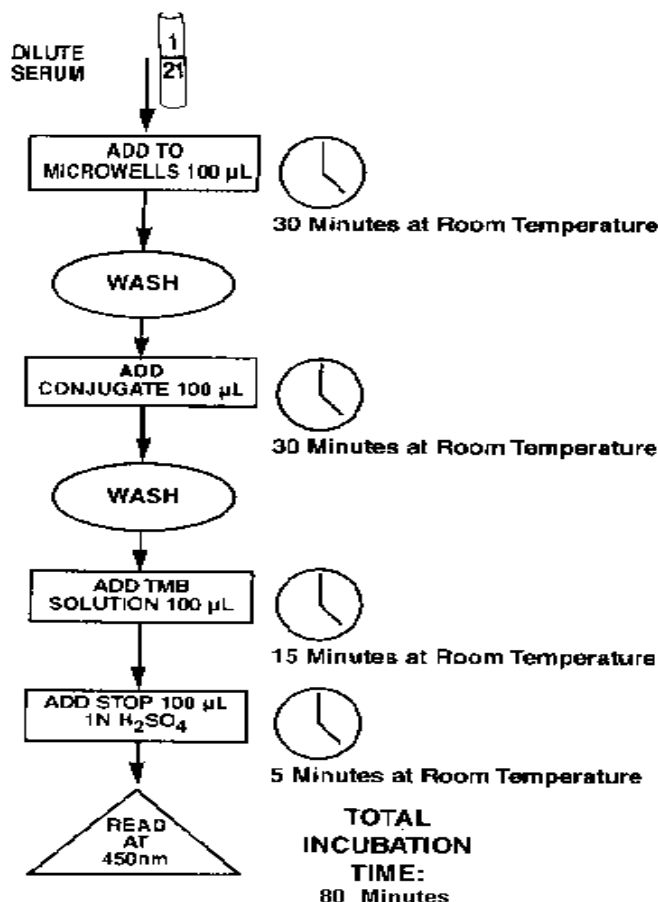 DILUTE
SERUM
1
21
ADD TO
MICROWELLS 100 µL
30 Minutes at Room Temperature
WASH
ADD
CONJUGATE 100 µL
30 Minutes at Room Temperature
WASH
ADD TMB
SOLUTION 100 µL
15 Minutes at Room Temperature
ADD STOP 100 µL
1N H₂SO₄
5 Minutes at Room Temperature
READ
AT
450nm
TOTAL
INCUBATION
TIME:
80 Minutes